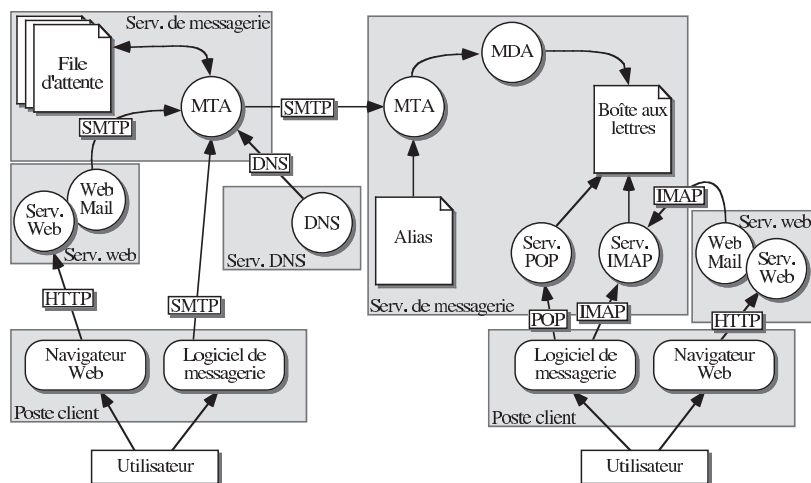 Serv. de messagerie
File
d'attente
MTA
SMTP
SMTP
DNS
Web
Mail
Serv.
Web
Serv. web
DNS
Serv. DNS
HTTP
SMTP
Navigateur
Web
Logiciel de
messagerie
Poste client
Utilisateur
MDA
MTA
Boîte aux
lettres
Alias
Serv.
POP
Serv.
IMAP
IMAP
Serv. web
Web
Mail
Serv.
Web
Serv. de messagerie
POP
IMAP
HTTP
Logiciel de
messagerie
Navigateur
Web
Poste client
Utilisateur